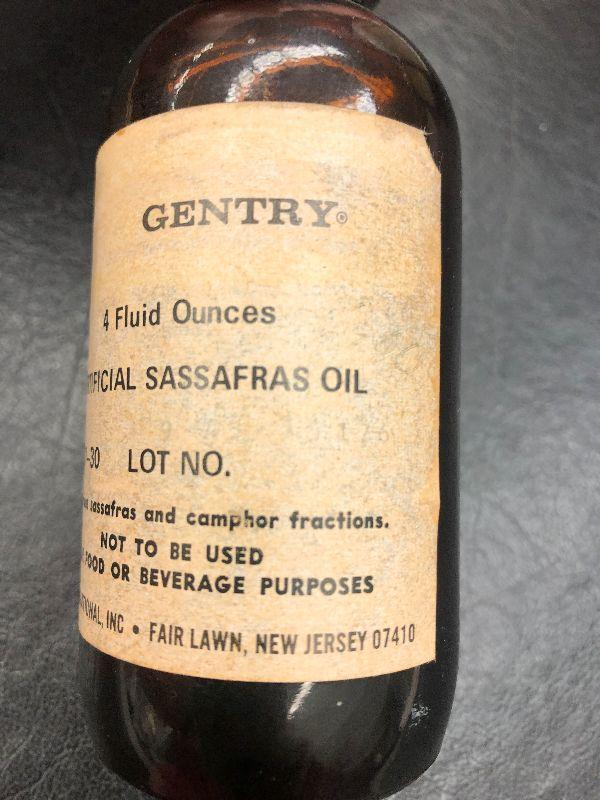 GENTRY®
4 Fluid Ounces
SASSAFRAS OIL
-30 LOT NO.
sassafras and camphor fractions.
NOT TO BE USED
FOOD OR BEVERAGE PURPOSES
INC • FAIR LAWN, NEW JERSEY 07410